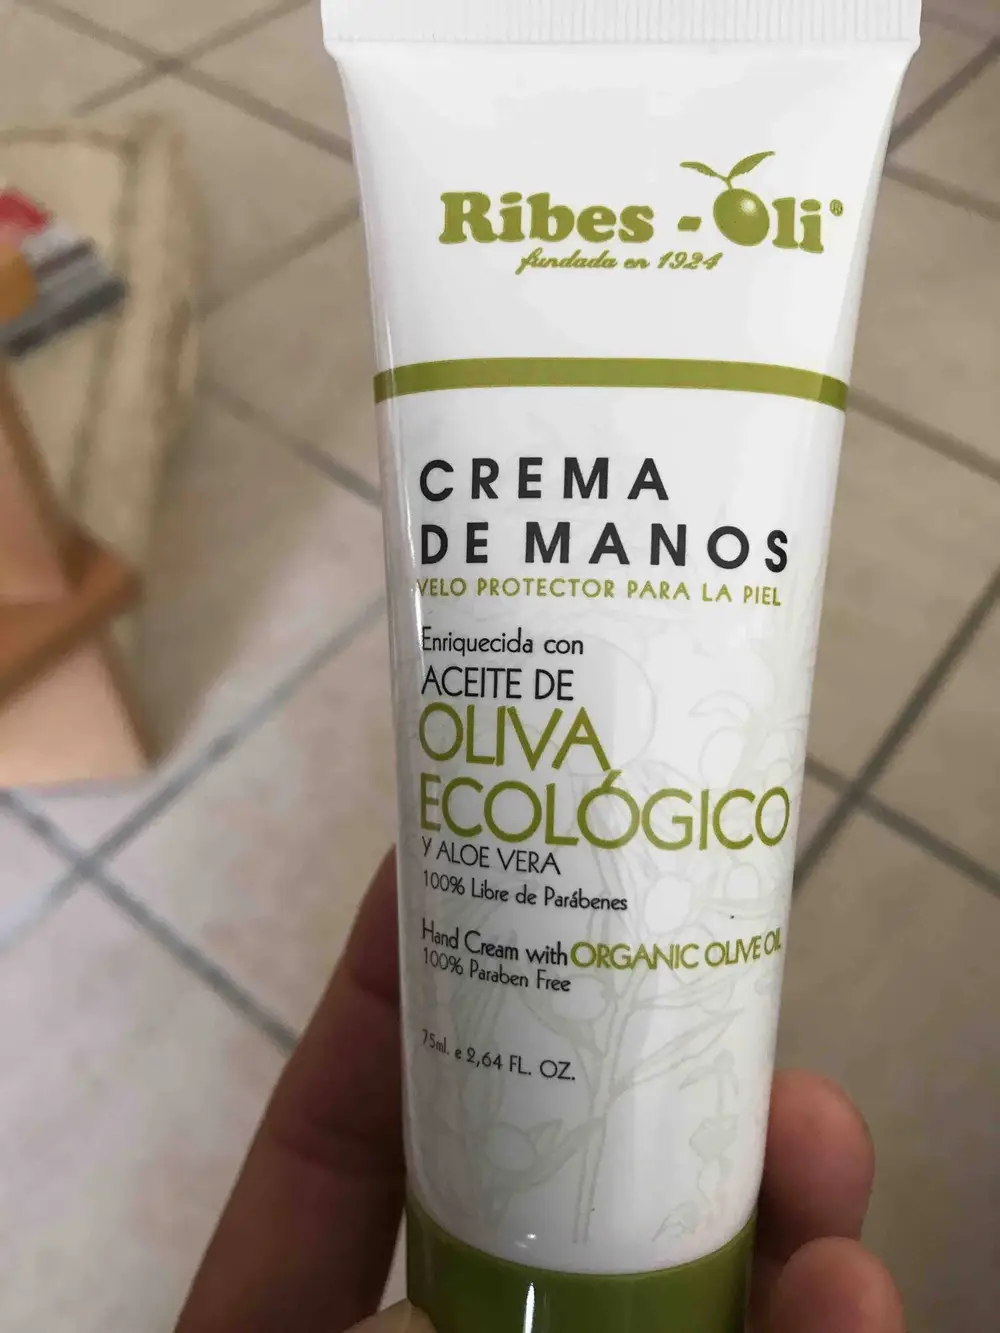 Ribes - Oli®
fundada en 1924
CREMA
DE MANOS
VELO PROTECTOR PARA LA PIEL
Enriquecida con
ACEITE DE
OLIVA
ECOLÓGICO
Y ALOE VERA
100% Libre de Parábenes
Hand Cream with ORGANIC OLIVE OIL
100% Paraben Free
75ml. e 2,64 FL. OZ.